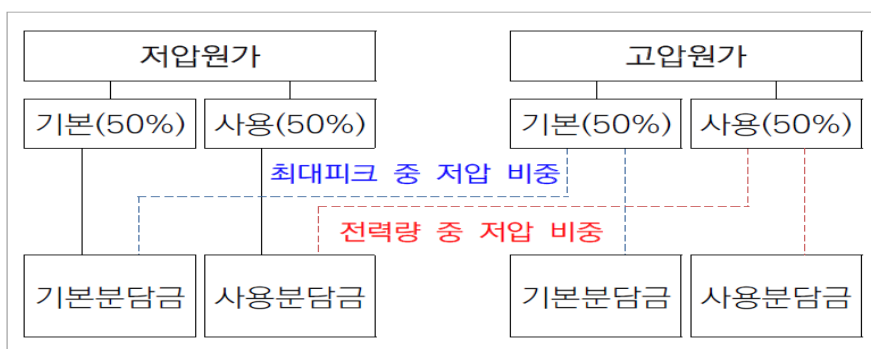 저압원가 고압원가
기본(50%) 사용(50%) 기본(50%) 사용(50%)
최대피크 중 저압 비중
전력량 중 저압 비중
기본분담금 사용분담금 기본분담금 사용분담금